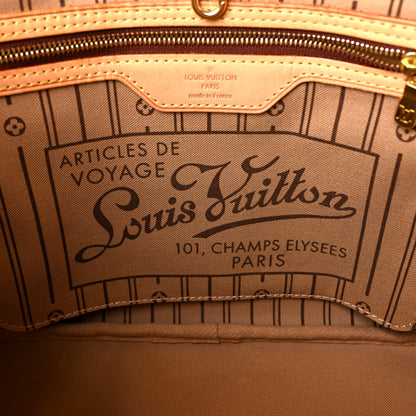 LOUIS VUITTON
PARIS
made in France
ARTICLES DE
VOYAGE
Louis Vuitton
101, CHAMPS ELYSEES
PARIS